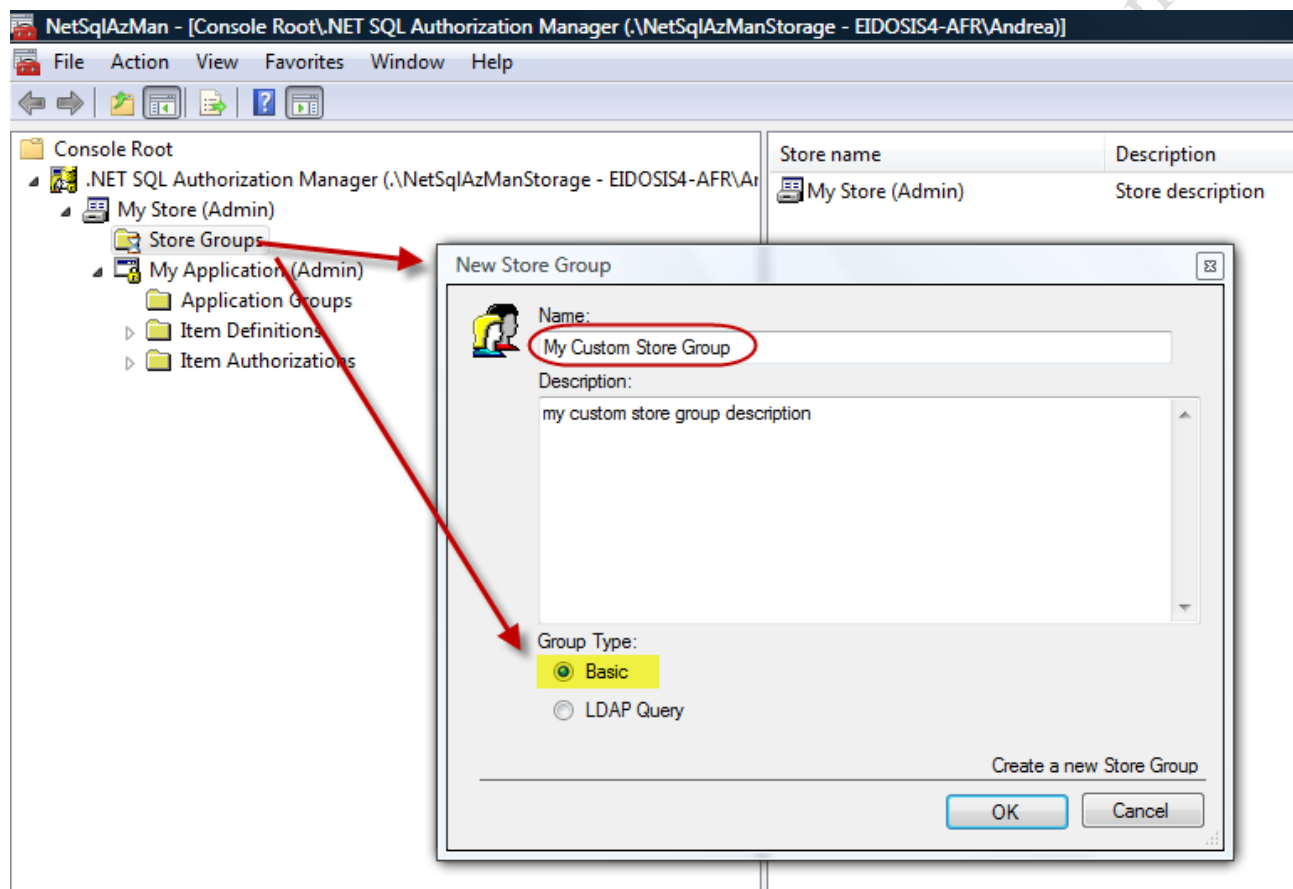 NetSqlAzMan - [Console Root\.NET SQL Authorization Manager (.\NetSqlAzManStorage - EIDOSIS4-AFR\Andrea)]
File Action View Favorites Window Help
Console Root
.NET SQL Authorization Manager (.\NetSqlAzManStorage - EIDOSIS4-AFR\Ar
My Store (Admin)
Store Groups
My Application (Admin)
Application Groups
Item Definitions
Item Authorizations
Store name Description
My Store (Admin) Store description
New Store Group
Name:
My Custom Store Group
Description:
my custom store group description
Group Type:
Basic
LDAP Query
Create a new Store Group
OK Cancel